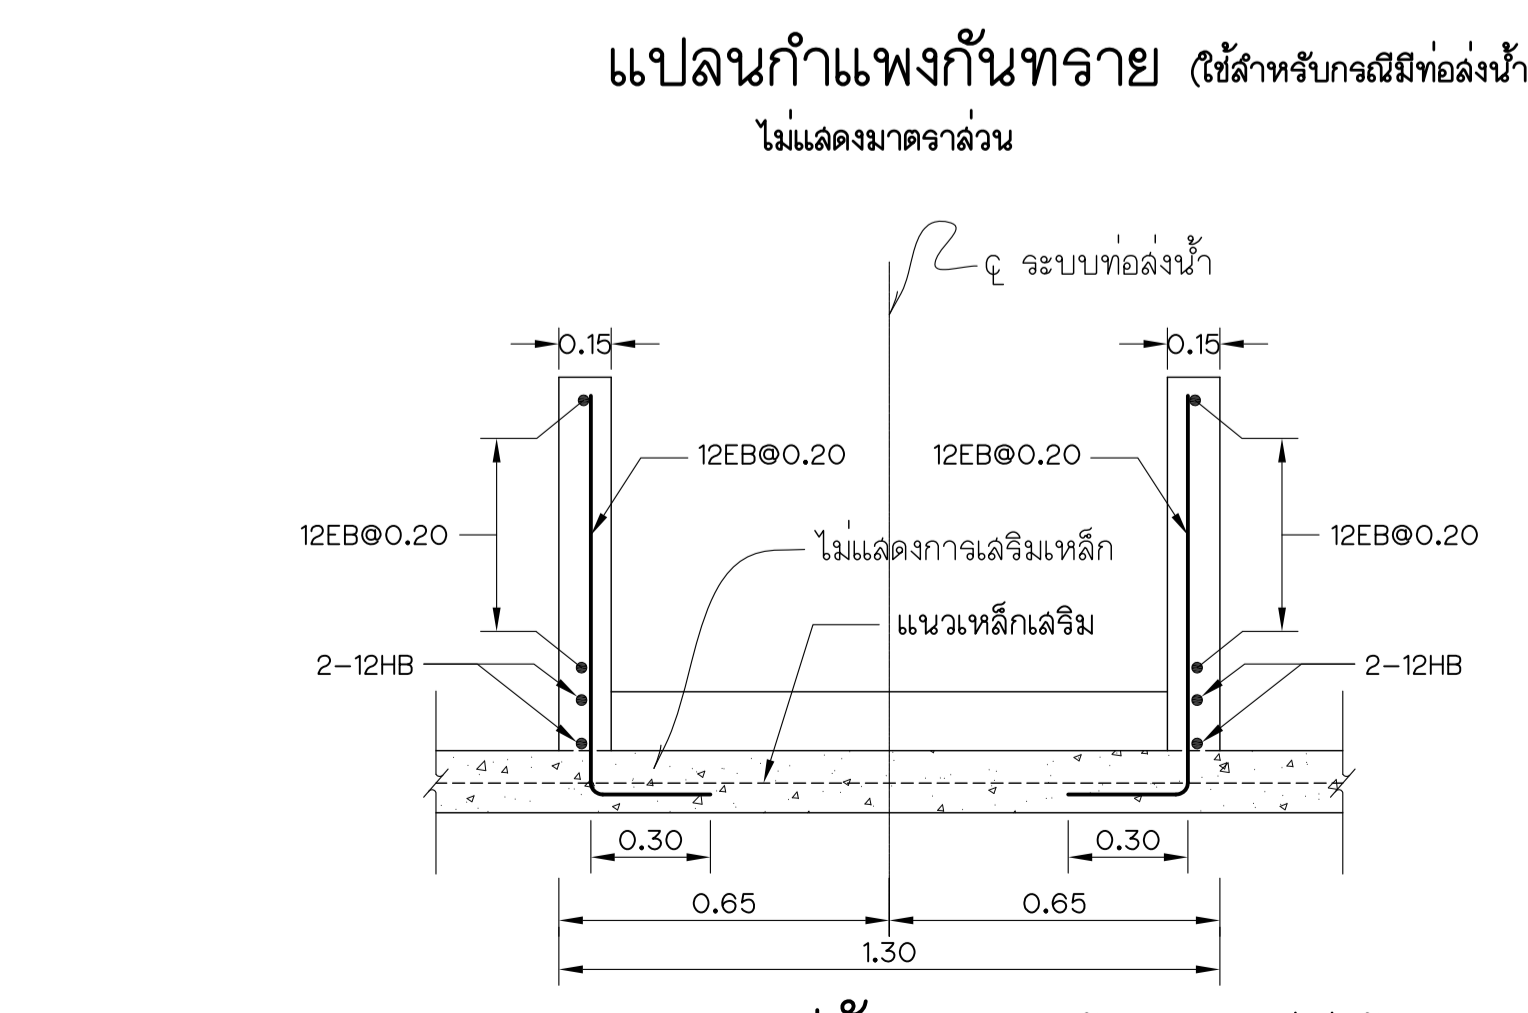 แปลนกำแพงกันทราย (ใช้สำหรับกรณีมีท่อส่งน้ำ
ไม่แสดงมาตราส่วน
℄ ระบบท่อส่งน้ำ
0.15 0.15
12EB@0.20 12EB@0.20
12EB@0.20 12EB@0.20
ไม่แสดงการเสริมเหล็ก
แนวเหล็กเสริม
2-12HB 2-12HB
0.30 0.30
0.65 0.65
1.30